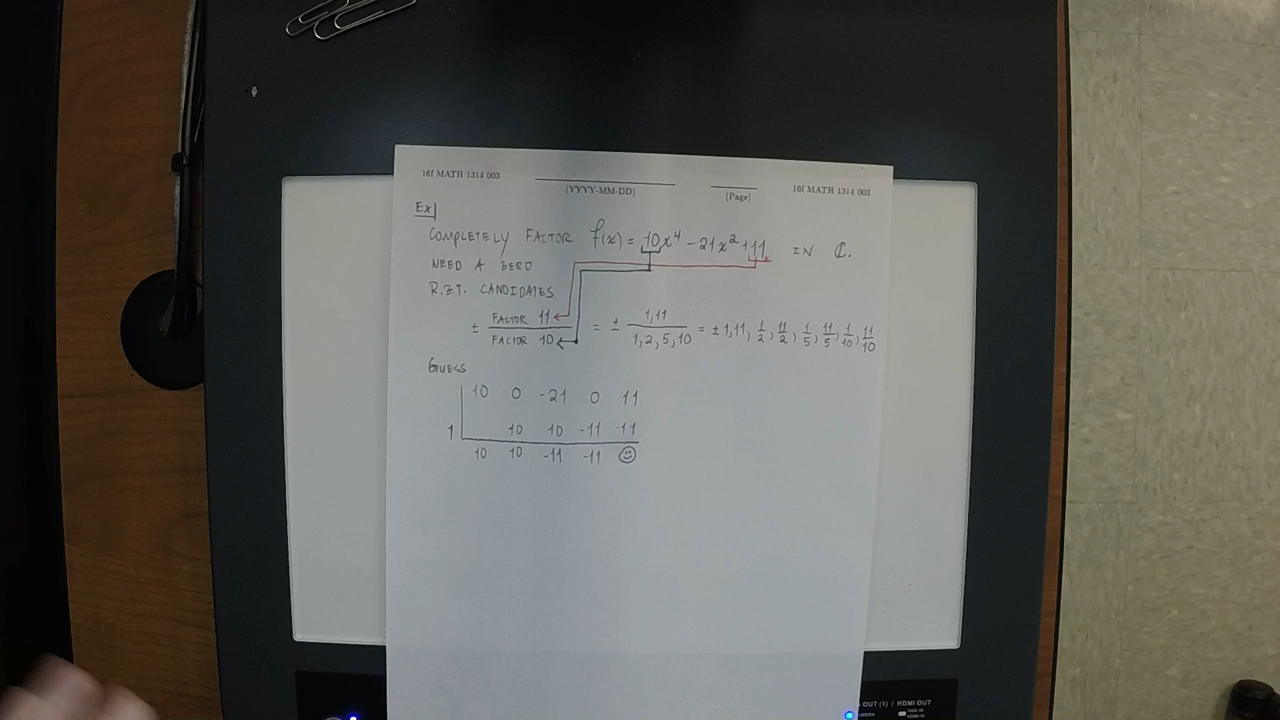 16f MATH 1314 003
(YYYY-MM-DD)
(Page)
16f MATH 1314 003
Ex
COMPLETELY FACTOR f(x) = 10x⁴ - 21x² + 11 IN ℂ.
NEED A ZERO
R.Z.T. CANDIDATES
± FACTOR 11 / FACTOR 10 = ± 1,11 / 1,2,5,10 = ± 1, 11, 1/2, 11/2, 1/5, 11/5, 1/10, 11/10
GUESS
10 0 -21 0 11
1 10 10 -11 -11
10 10 -11 -11 ☺
OUT (1) / HDMI OUT